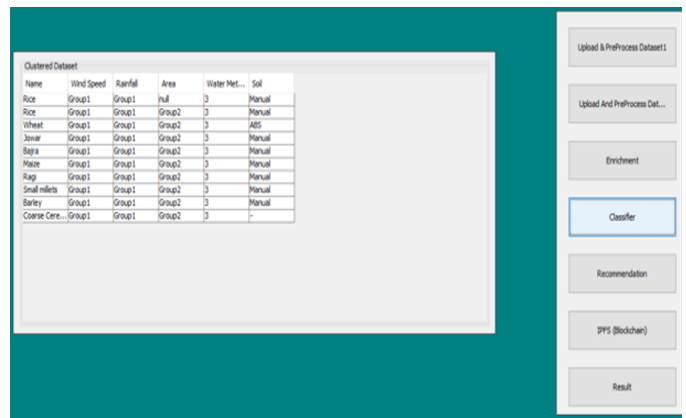 Clustered Dataset
Name Wind Speed Rainfall Area Water Met... Soil
Rice Group1 Group1 null 3 Manual
Rice Group1 Group1 Group2 3 Manual
Wheat Group1 Group1 Group2 3 ABS
Jowar Group1 Group1 Group2 3 Manual
Bajra Group1 Group1 Group2 3 Manual
Maize Group1 Group1 Group2 3 Manual
Ragi Group1 Group1 Group2 3 Manual
Small millets Group1 Group1 Group2 3 Manual
Barley Group1 Group1 Group2 3 Manual
Coarse Cere... Group1 Group1 Group2 3 -
Upload & PreProcess Dataset1
Upload And PreProcess Dat...
Enrichment
Classifier
Recommendation
IPFS (Blockchain)
Result